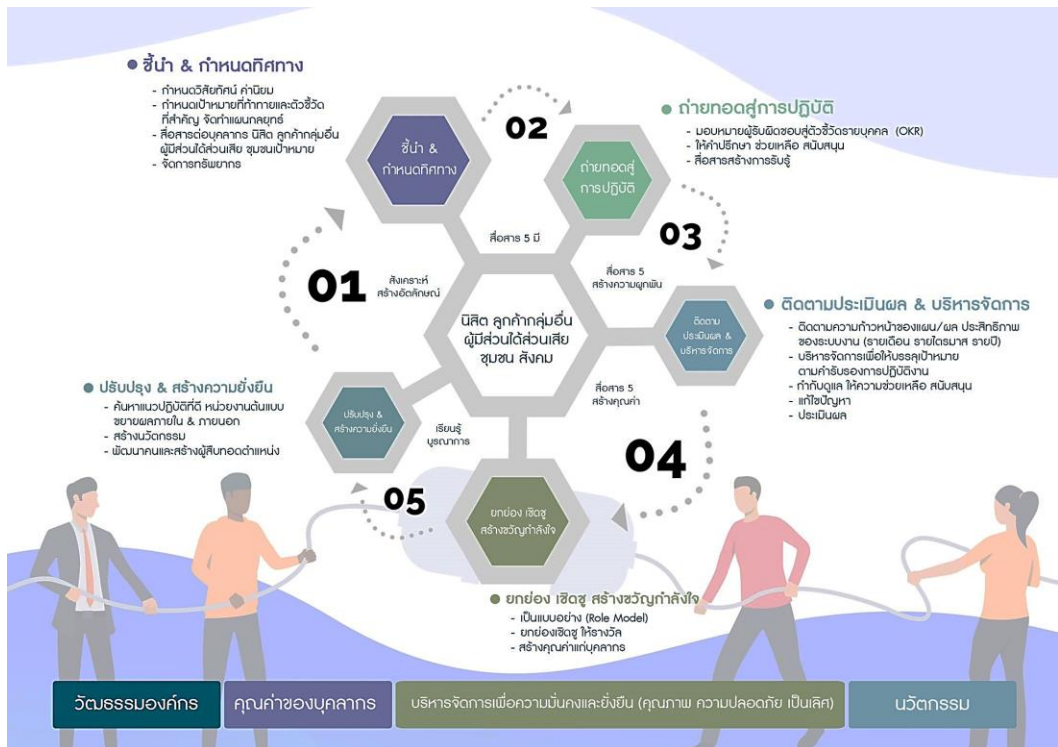 ชี้นำ & กำหนดทิศทาง
- กำหนดวิสัยทัศน์ ค่านิยม
- กำหนดเป้าหมายที่ท้าทายและตัวชี้วัด
ที่สำคัญ จัดทำแผนกลยุทธ์
- สื่อสารต่อบุคลากร นิสิต ลูกค้ากลุ่มอื่น
ผู้มีส่วนได้ส่วนเสีย ชุมชนเป้าหมาย
- จัดการทรัพยากร
ชี้นำ &
กำหนดทิศทาง
02
ถ่ายทอดสู่
การปฏิบัติ
ถ่ายทอดสู่การปฏิบัติ
- มอบหมายผู้รับผิดชอบสู่ตัวชี้วัดรายบุคคล (OKR)
- ให้คำปรึกษา ช่วยเหลือ สนับสนุน
- สื่อสารสร้างการรับรู้
01
สังเคราะห์
สร้างอัตลักษณ์
สื่อสาร 5 มี
03
สื่อสาร 5
สร้างความผูกพัน
นิสิต ลูกค้ากลุ่มอื่น
ผู้มีส่วนได้ส่วนเสีย
ชุมชน สังคม
ติดตาม
ประเมินผล &
บริหารจัดการ
ติดตามประเมินผล & บริหารจัดการ
- ติดตามความก้าวหน้าของแผน/ผล ประสิทธิภาพ
ของระบบงาน (รายเดือน รายไตรมาส รายปี)
- บริหารจัดการเพื่อให้บรรลุเป้าหมาย
ตามคำรับรองการปฏิบัติงาน
- กำกับดูแล ให้ความช่วยเหลือ สนับสนุน
- แก้ไขปัญหา
- ประเมินผล
สื่อสาร 5
สร้างคุณค่า
ปรับปรุง & สร้างความยั่งยืน
- ค้นหาแนวปฏิบัติที่ดี หน่วยงานต้นแบบ
ขยายผลภายใน & ภายนอก
- สร้างนวัตกรรม
- พัฒนาคนและสร้างผู้สืบทอดตำแหน่ง
ปรับปรุง &
สร้างความยั่งยืน
เรียนรู้
บูรณาการ
04
05
ยกย่อง เชิดชู
สร้างขวัญกำลังใจ
ยกย่อง เชิดชู สร้างขวัญกำลังใจ
- เป็นแบบอย่าง (Role Model)
- ยกย่องเชิดชู ให้รางวัล
- สร้างคุณค่าแก่บุคลากร
วัฒธรรมองค์กร
คุณค่าของบุคลากร
บริหารจัดการเพื่อความมั่นคงและยั่งยืน (คุณภาพ ความปลอดภัย เป็นเลิศ)
นวัตกรรม